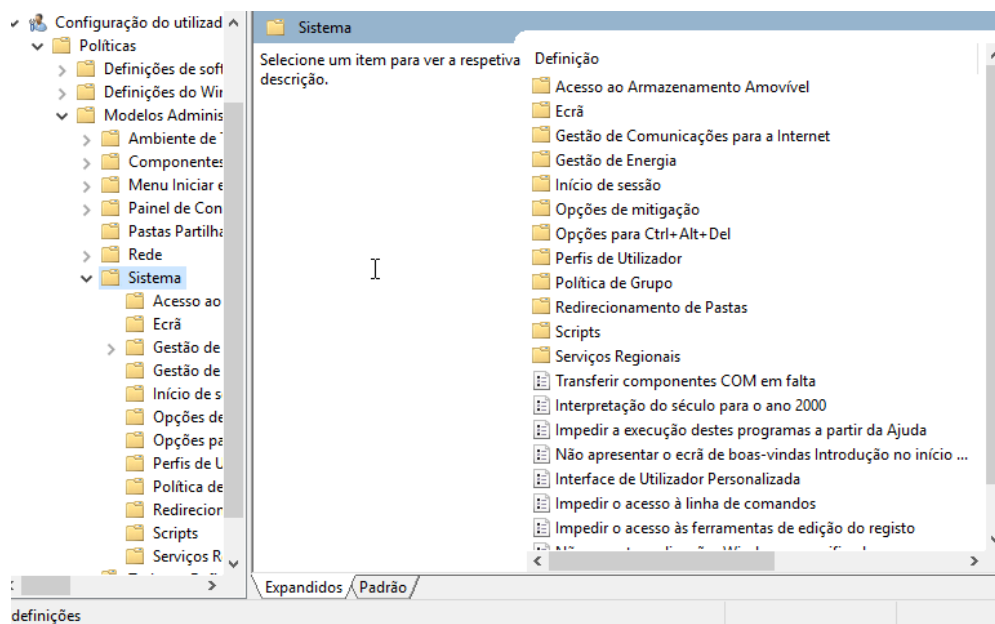 Configuração do utilizad
Políticas
Definições de soft
Definições do Wir
Modelos Adminis
Ambiente de
Componentes
Menu Iniciar e
Painel de Con
Pastas Partilha
Rede
Sistema
Acesso ao
Ecrã
Gestão de
Gestão de
Início de s
Opções de
Opções pa
Perfis de U
Política de
Redirecior
Scripts
Serviços R
Sistema
Selecione um item para ver a respetiva
descrição.
Definição
Acesso ao Armazenamento Amovível
Ecrã
Gestão de Comunicações para a Internet
Gestão de Energia
Início de sessão
Opções de mitigação
Opções para Ctrl+Alt+Del
Perfis de Utilizador
Política de Grupo
Redirecionamento de Pastas
Scripts
Serviços Regionais
Transferir componentes COM em falta
Interpretação do século para o ano 2000
Impedir a execução destes programas a partir da Ajuda
Não apresentar o ecrã de boas-vindas Introdução no início ...
Interface de Utilizador Personalizada
Impedir o acesso à linha de comandos
Impedir o acesso às ferramentas de edição do registo
Expandidos
Padrão
definições